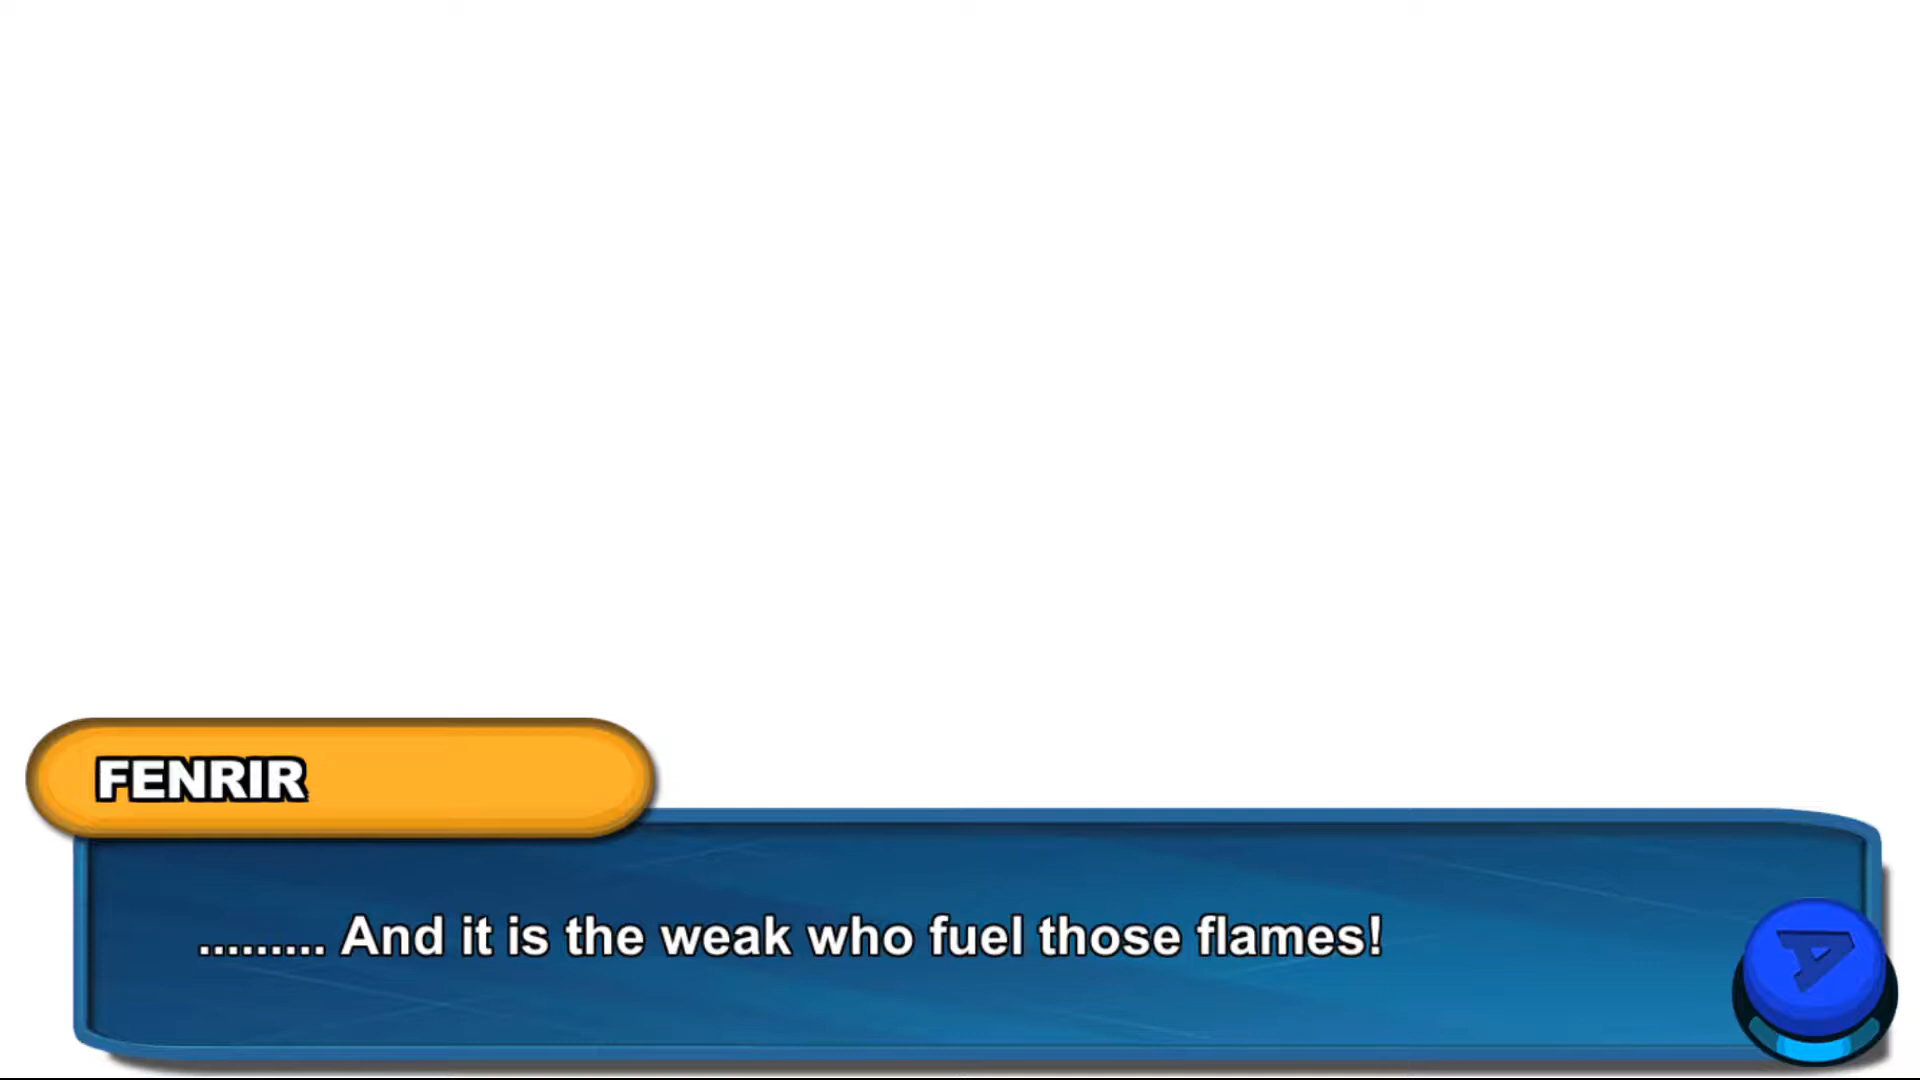 FENRIR
......... And it is the weak who fuel those flames!
A